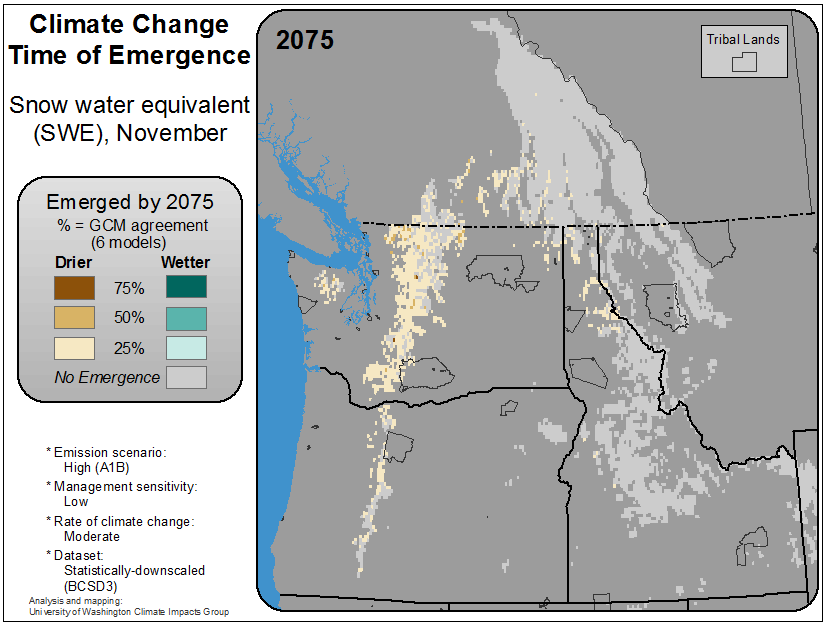 Climate Change
Time of Emergence
Snow water equivalent
(SWE), November
Emerged by 2075
% = GCM agreement
(6 models)
Drier Wetter
75%
50%
25%
No Emergence
* Emission scenario:
High (A1B)
* Management sensitivity:
Low
* Rate of climate change:
Moderate
* Dataset:
Statistically-downscaled
(BCSD3)
Analysis and mapping:
University of Washington Climate Impacts Group
2075
Tribal Lands